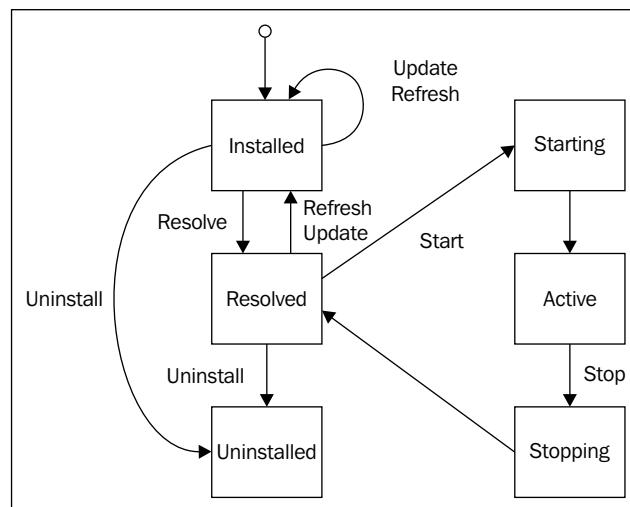 Update
Refresh
Installed
Starting
Resolve
Refresh
Update
Start
Uninstall
Resolved
Active
Uninstall
Stop
Uninstalled
Stopping